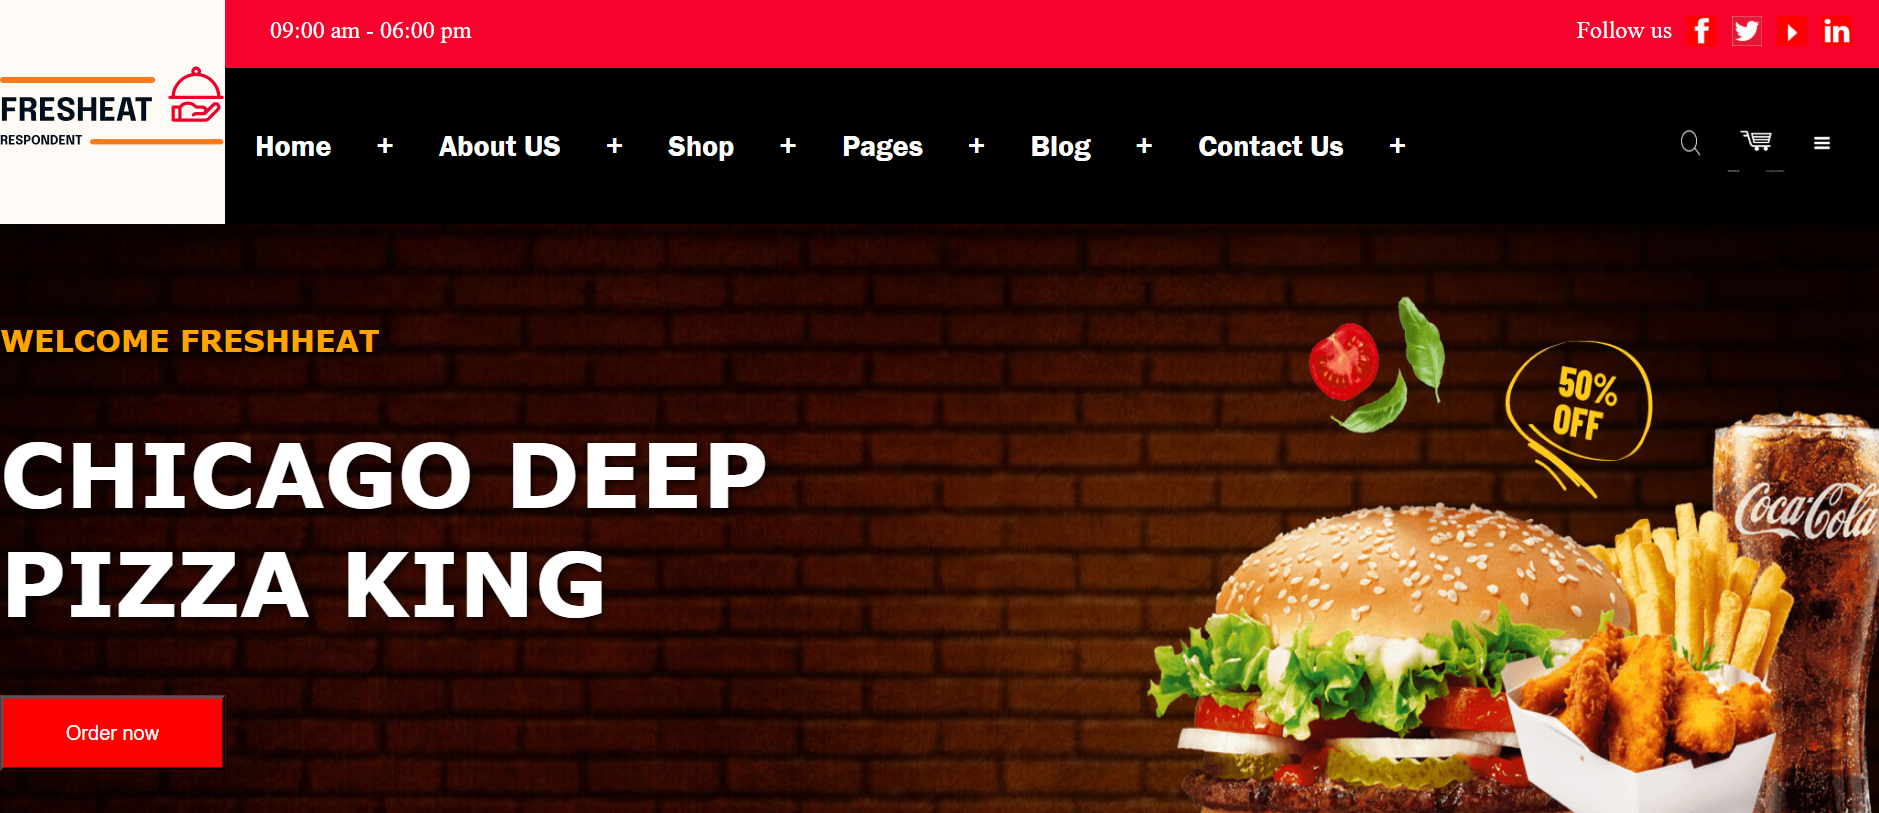 09:00 am - 06:00 pm
Follow us
FRESHEAT
RESPONDENT
Home + About US + Shop + Pages + Blog + Contact Us +
WELCOME FRESHHEAT
CHICAGO DEEP
PIZZA KING
Order now
50%
OFF
Coca-Cola